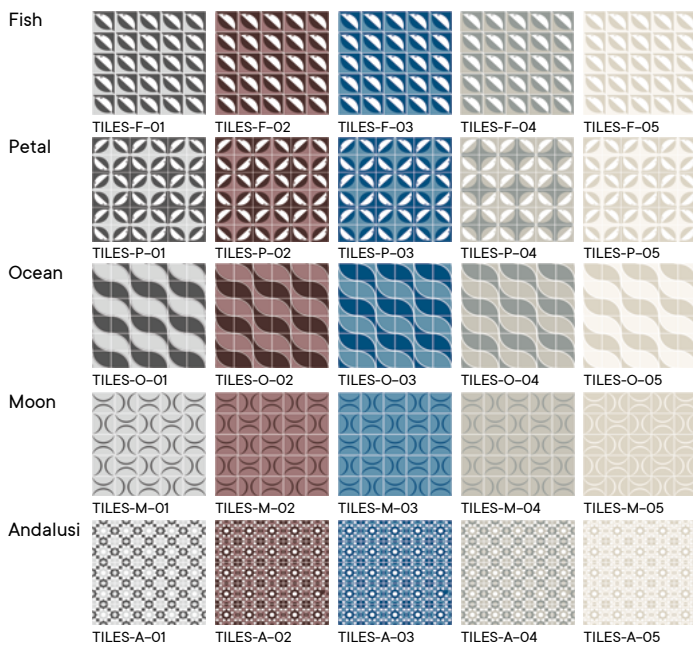 Fish
TILES-F-01 TILES-F-02 TILES-F-03 TILES-F-04 TILES-F-05
Petal
TILES-P-01 TILES-P-02 TILES-P-03 TILES-P-04 TILES-P-05
Ocean
TILES-O-01 TILES-O-02 TILES-O-03 TILES-O-04 TILES-O-05
Moon
TILES-M-01 TILES-M-02 TILES-M-03 TILES-M-04 TILES-M-05
Andalusi
TILES-A-01 TILES-A-02 TILES-A-03 TILES-A-04 TILES-A-05